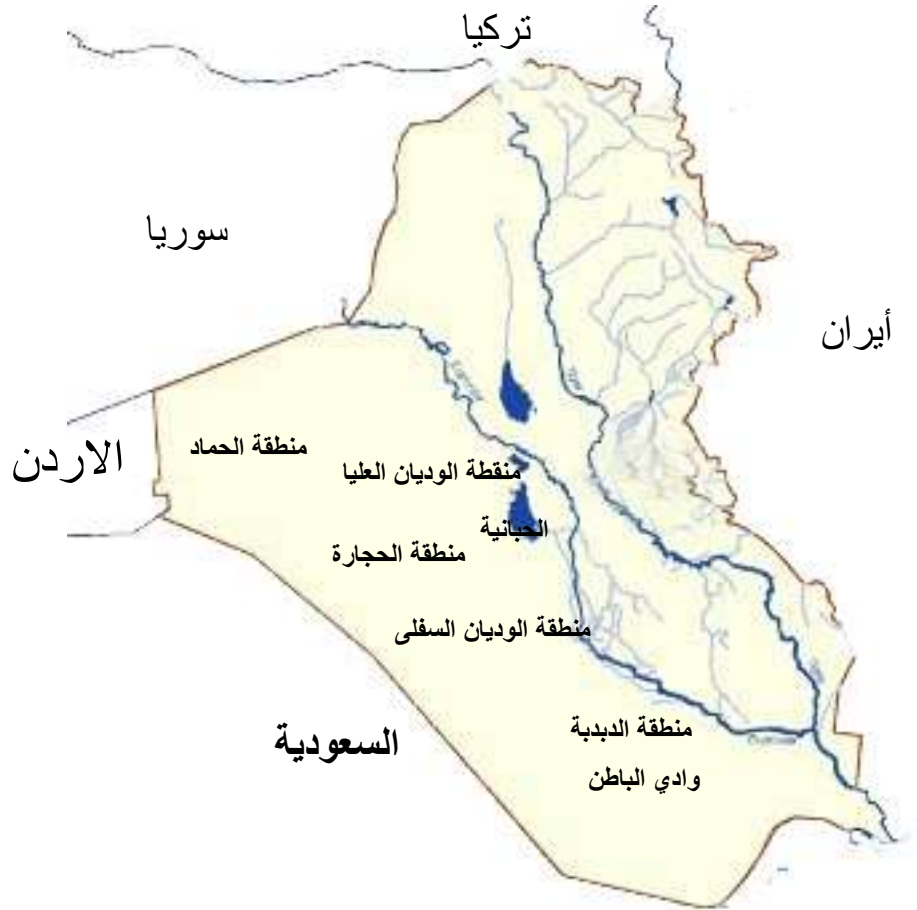 تركيا
سوريا
أيران
الاردن
منطقة الحماد
منقطة الوديان العليا
الحبانية
منطقة الحجارة
منطقة الوديان السفلى
السعودية
منطقة الدبدبة
وادي الباطن